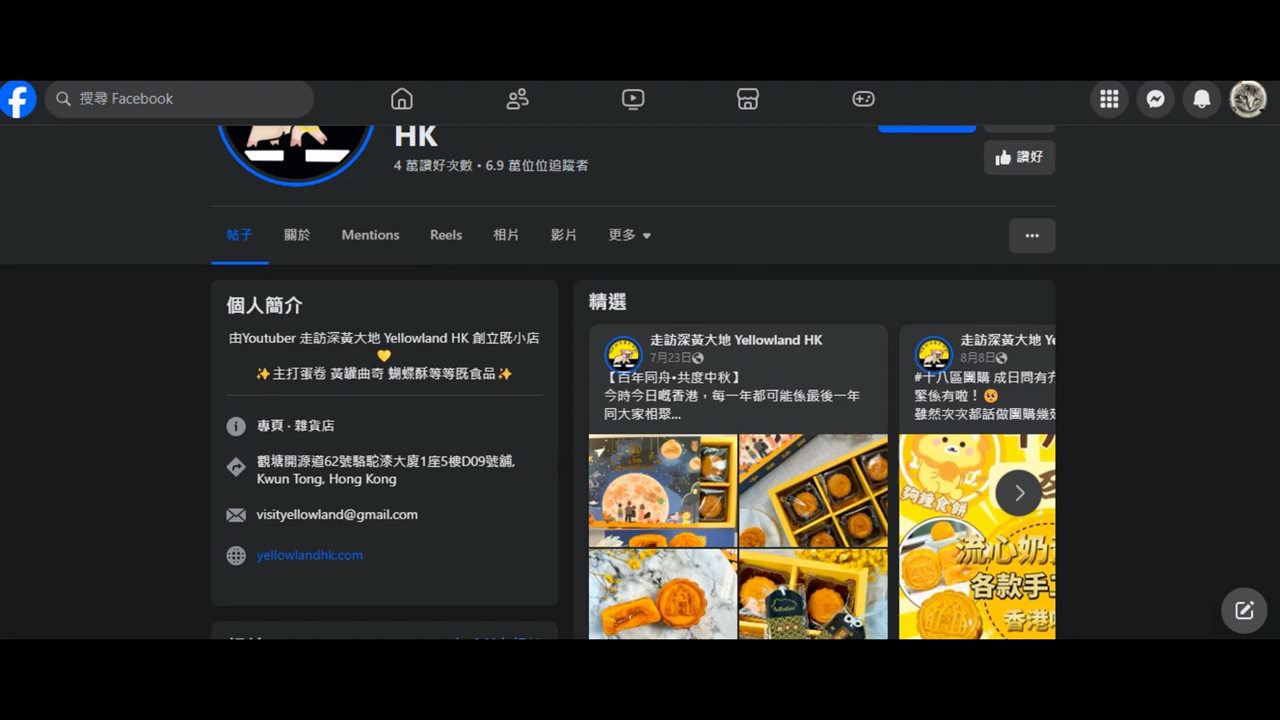 搜尋 Facebook
HK
4 萬讚好次數 • 6.9 萬位追蹤者
讚好
帖子
關於
Mentions
Reels
相片
影片
更多
個人簡介
由Youtuber 走訪深黃大地 Yellowland HK 創立既小店
💛
✨主打蛋卷 黃罐曲奇 蝴蝶酥等等既食品✨
專頁 · 雜貨店
觀塘開源道62號駱駝漆大廈1座5樓D09號舖,
Kwun Tong, Hong Kong
visityellowland@gmail.com
yellowlandhk.com
精選
走訪深黃大地 Yellowland HK
7月23日
【百年同舟•共度中秋】
今時今日嘅香港，每一年都可能係最後一年
同大家相聚...
走訪深黃大地 Ye
8月8日
#十八區團購 成日問有冇
緊係有啦！🥺
雖然次次都話做團購幾
夠鐘食餅
流心奶
各款手工
香港